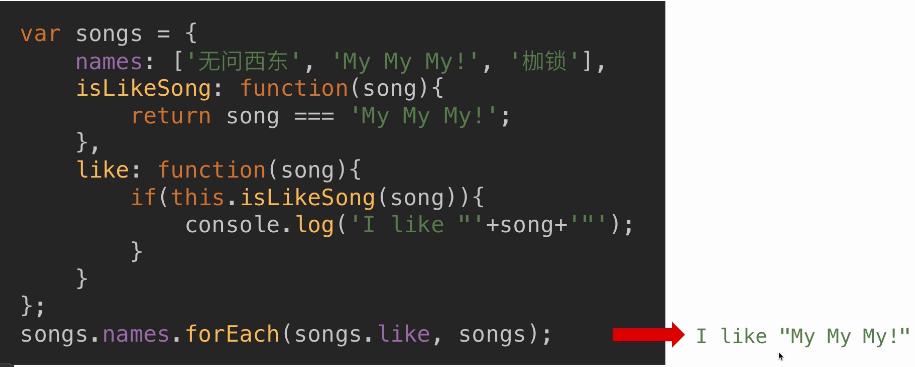 var songs = {
    names: ['无问西东', 'My My My!', '枷锁'],
    isLikeSong: function(song){
        return song === 'My My My!';
    },
    like: function(song){
        if(this.isLikeSong(song)){
            console.log('I like "'+song+'"');
        }
    }
};
songs.names.forEach(songs.like, songs);
I like "My My My!"